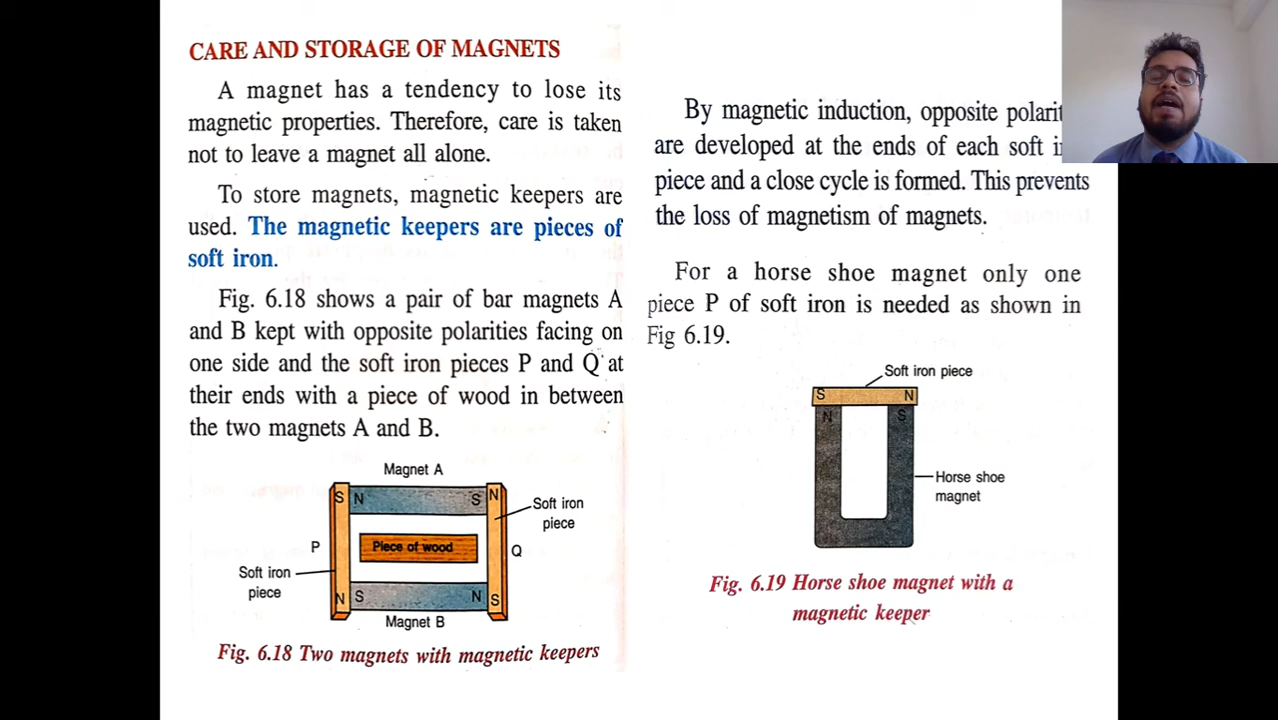 CARE AND STORAGE OF MAGNETS
A magnet has a tendency to lose its
magnetic properties. Therefore, care is taken
not to leave a magnet all alone.
To store magnets, magnetic keepers are
used. The magnetic keepers are pieces of
soft iron.
Fig. 6.18 shows a pair of bar magnets A
and B kept with opposite polarities facing on
one side and the soft iron pieces P and Q at
their ends with a piece of wood in between
the two magnets A and B.
Magnet A
S N S N
Soft iron
piece
P
Piece of wood
Q
Soft iron
piece
N S N S
Magnet B
Fig. 6.18 Two magnets with magnetic keepers
By magnetic induction, opposite
are developed at the ends of each soft
piece and a close cycle is formed. This prevents
the loss of magnetism of magnets.
For a horse shoe magnet only one
piece P of soft iron is needed as shown in
Fig 6.19.
Soft iron piece
S N
N S
Horse shoe
magnet
Fig. 6.19 Horse shoe magnet with a
magnetic keeper